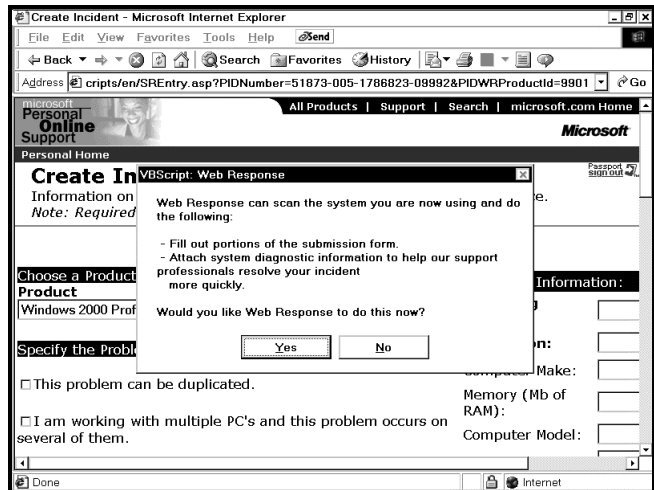 Create Incident - Microsoft Internet Explorer
File Edit View Favorites Tools Help Send
Back Search Favorites History
Address cripts/en/SREntry.asp?PIDNumber=51873-005-1786823-09992&PIDWRProductId=9901 Go
microsoft
Personal
Online
Support
All Products | Support | Search | microsoft.com Home
Microsoft
Personal Home
Create In
Passport
sign out
Information on
e.
Note: Required
VBScript: Web Response
Web Response can scan the system you are now using and do
the following:
- Fill out portions of the submission form.
- Attach system diagnostic information to help our support
professionals resolve your incident
more quickly.
Would you like Web Response to do this now?
Yes No
Choose a Product
Information:
Product
Windows 2000 Prof
on:
Specify the Proble
Make:
This problem can be duplicated.
Memory (Mb of
RAM):
I am working with multiple PC's and this problem occurs on
several of them.
Computer Model:
Done Internet